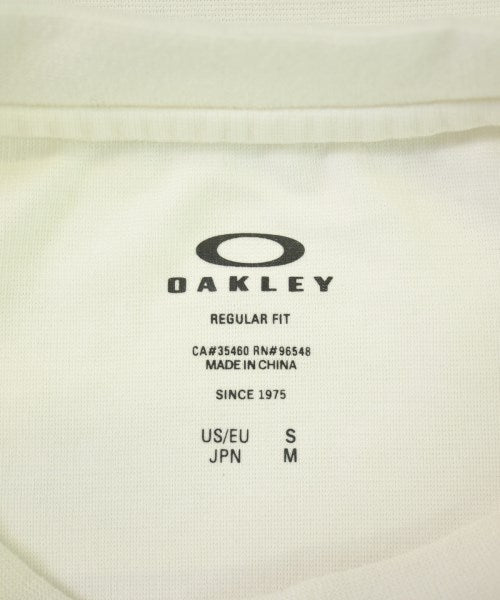 OAKLEY
REGULAR FIT
CA#35460 RN#96548
MADE IN CHINA
SINCE 1975
US/EU S
JPN M